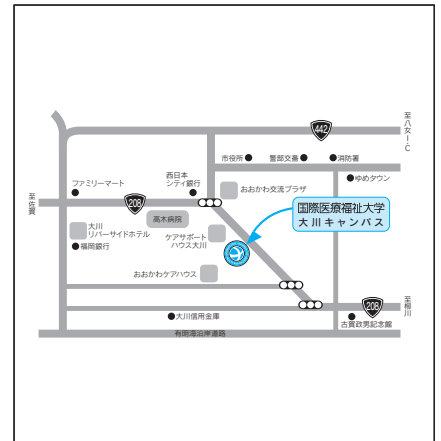 至八女I・C
442
市役所
警部交番
消防署
ゆめタウン
西日本
シティ銀行
ファミリーマート
おおかわ交流プラザ
至佐賀
208
高木病院
国際医療福祉大学
大川キャンパス
大川
リバーサイドホテル
福岡銀行
ケアサポート
ハウス大川
おおかわケアハウス
208
至柳川
大川信用金庫
古賀政男記念館
有明海沿岸道路